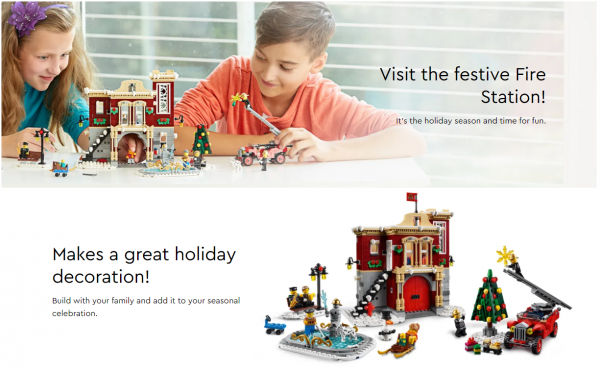 Visit the festive Fire
Station!
It's the holiday season and time for fun.
Makes a great holiday
decoration!
Build with your family and add it to your seasonal
celebration.